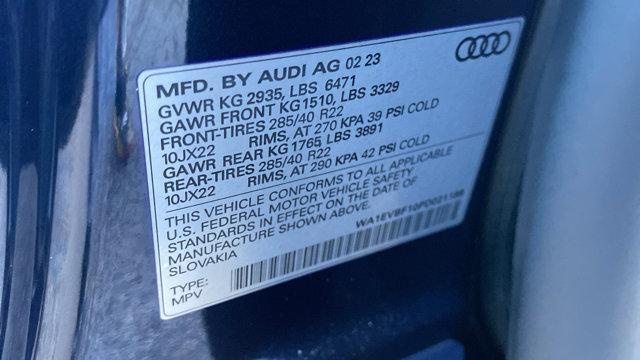 MFD. BY AUDI AG 02 23
GVWR KG 2935, LBS 6471
GAWR FRONT KG1510, LBS 3329
FRONT-TIRES 285/40 R22
10JX22 RIMS, AT 270 KPA 39 PSI COLD
GAWR REAR KG 1765, LBS 3891
REAR-TIRES 285/40 R22
10JX22 RIMS, AT 290 KPA 42 PSI COLD
THIS VEHICLE CONFORMS TO ALL APPLICABLE
U.S. FEDERAL MOTOR VEHICLE SAFETY
STANDARDS IN EFFECT ON THE DATE OF
MANUFACTURE SHOWN ABOVE.
SLOVAKIA
TYPE:
MPV